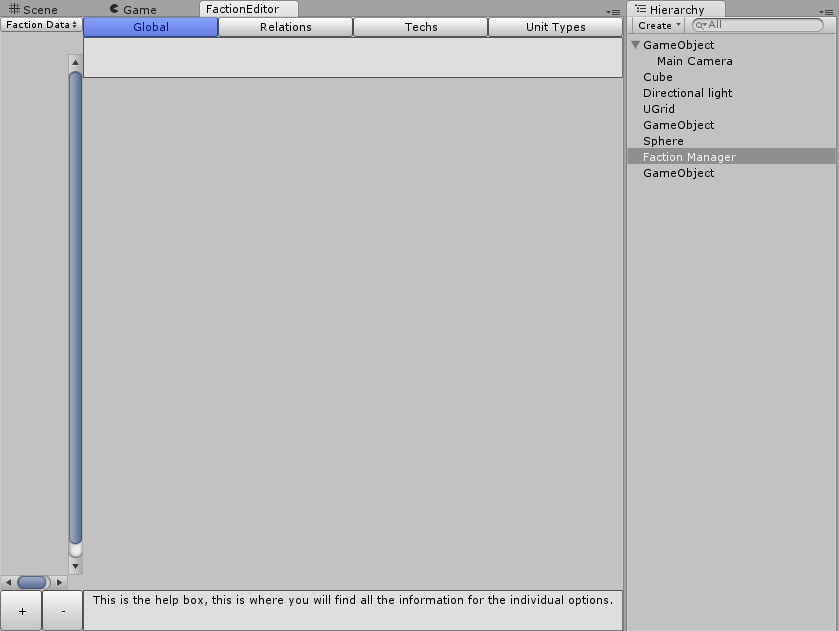 Scene Game FactionEditor
Faction Data Global Relations Techs Unit Types
+ - This is the help box, this is where you will find all the information for the individual options.
Hierarchy
Create All
GameObject
Main Camera
Cube
Directional light
UGrid
GameObject
Sphere
Faction Manager
GameObject